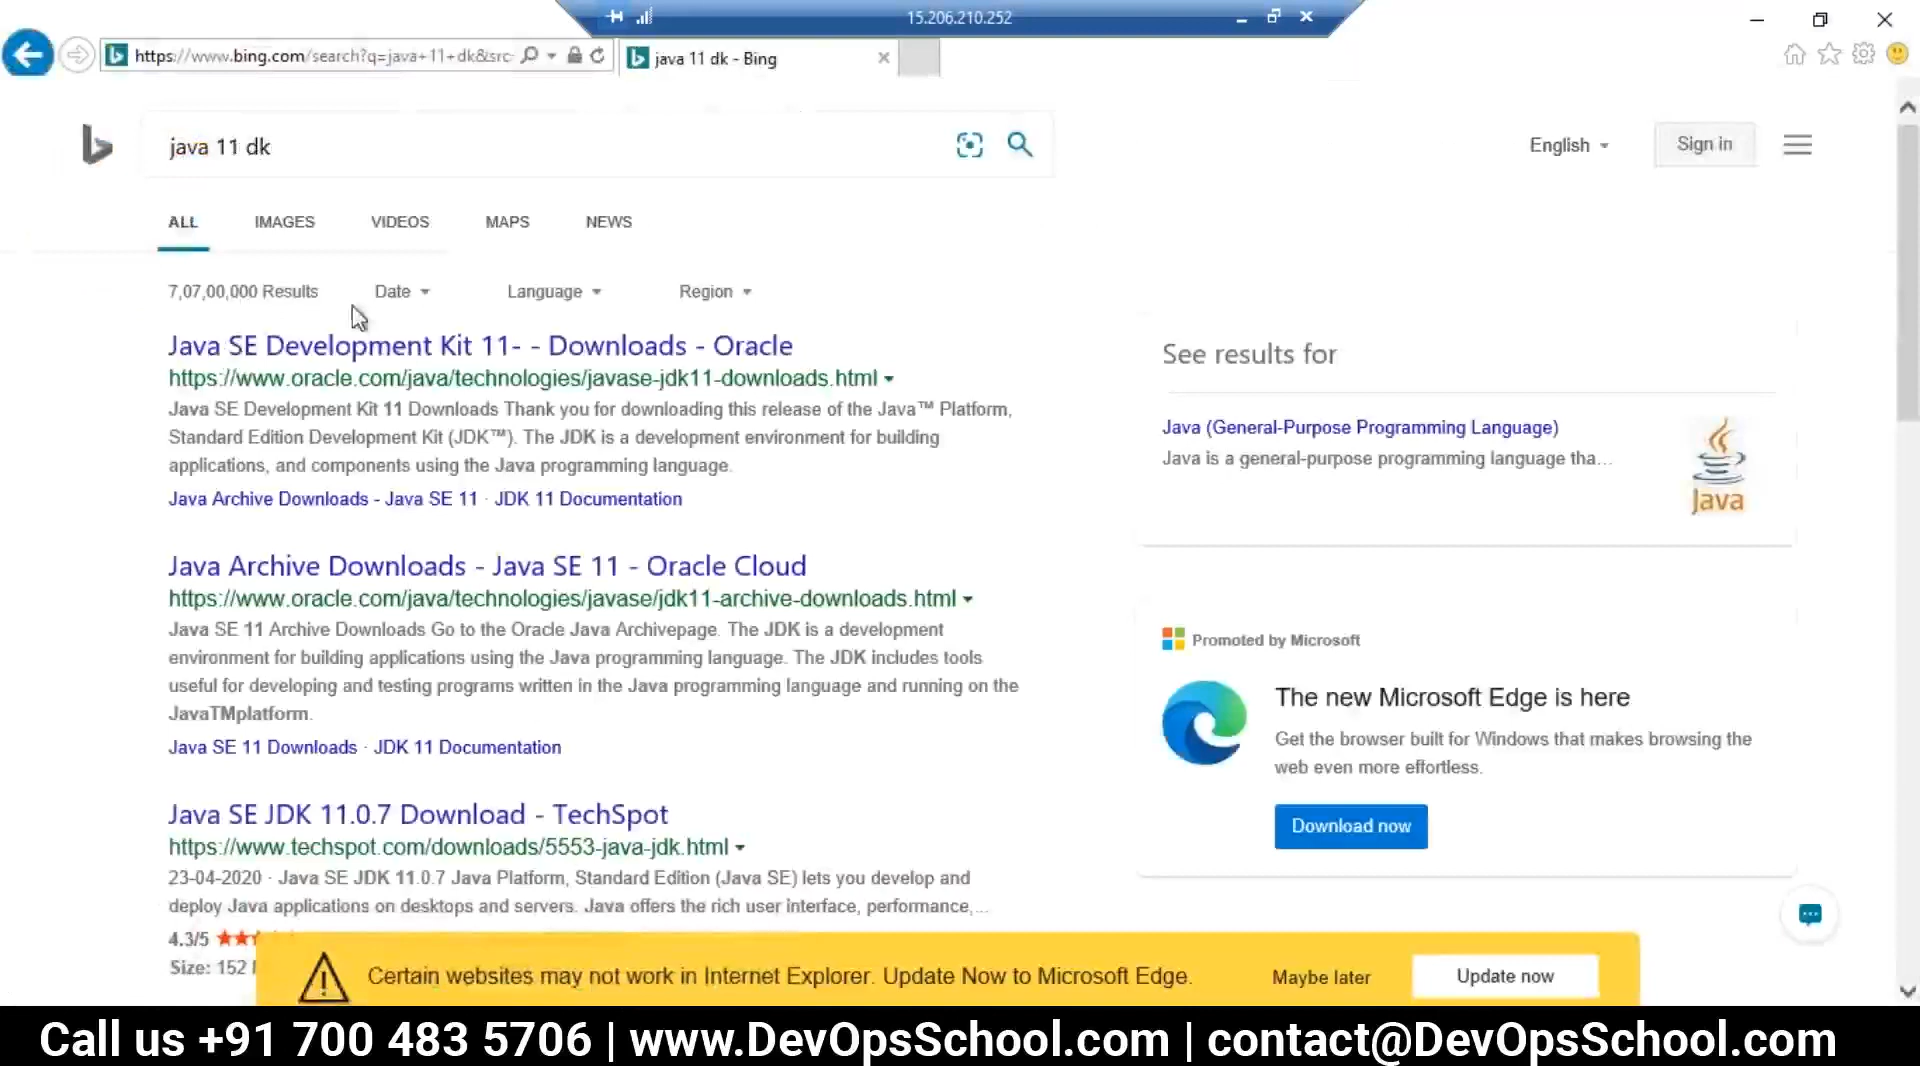 15.206.210.252
https://www.bing.com/search?q=java+11+dk&src
java 11 dk - Bing
java 11 dk
English
Sign in
ALL
IMAGES
VIDEOS
MAPS
NEWS
7,07,00,000 Results
Date
Language
Region
Java SE Development Kit 11- - Downloads - Oracle
https://www.oracle.com/java/technologies/javase-jdk11-downloads.html
Java SE Development Kit 11 Downloads Thank you for downloading this release of the Java™ Platform,
Standard Edition Development Kit (JDK™). The JDK is a development environment for building
applications, and components using the Java programming language.
Java Archive Downloads - Java SE 11 · JDK 11 Documentation
Java Archive Downloads - Java SE 11 - Oracle Cloud
https://www.oracle.com/java/technologies/javase/jdk11-archive-downloads.html
Java SE 11 Archive Downloads Go to the Oracle Java Archivepage. The JDK is a development
environment for building applications using the Java programming language. The JDK includes tools
useful for developing and testing programs written in the Java programming language and running on the
JavaTMplatform.
Java SE 11 Downloads · JDK 11 Documentation
Java SE JDK 11.0.7 Download - TechSpot
https://www.techspot.com/downloads/5553-java-jdk.html
23-04-2020 · Java SE JDK 11.0.7 Java Platform, Standard Edition (Java SE) lets you develop and
deploy Java applications on desktops and servers. Java offers the rich user interface, performance,...
4.3/5
Size: 152
See results for
Java (General-Purpose Programming Language)
Java is a general-purpose programming language tha...
Java
Promoted by Microsoft
The new Microsoft Edge is here
Get the browser built for Windows that makes browsing the
web even more effortless.
Download now
Certain websites may not work in Internet Explorer. Update Now to Microsoft Edge.
Maybe later
Update now
Call us +91 700 483 5706 | www.DevOpsSchool.com | contact@DevOpsSchool.com